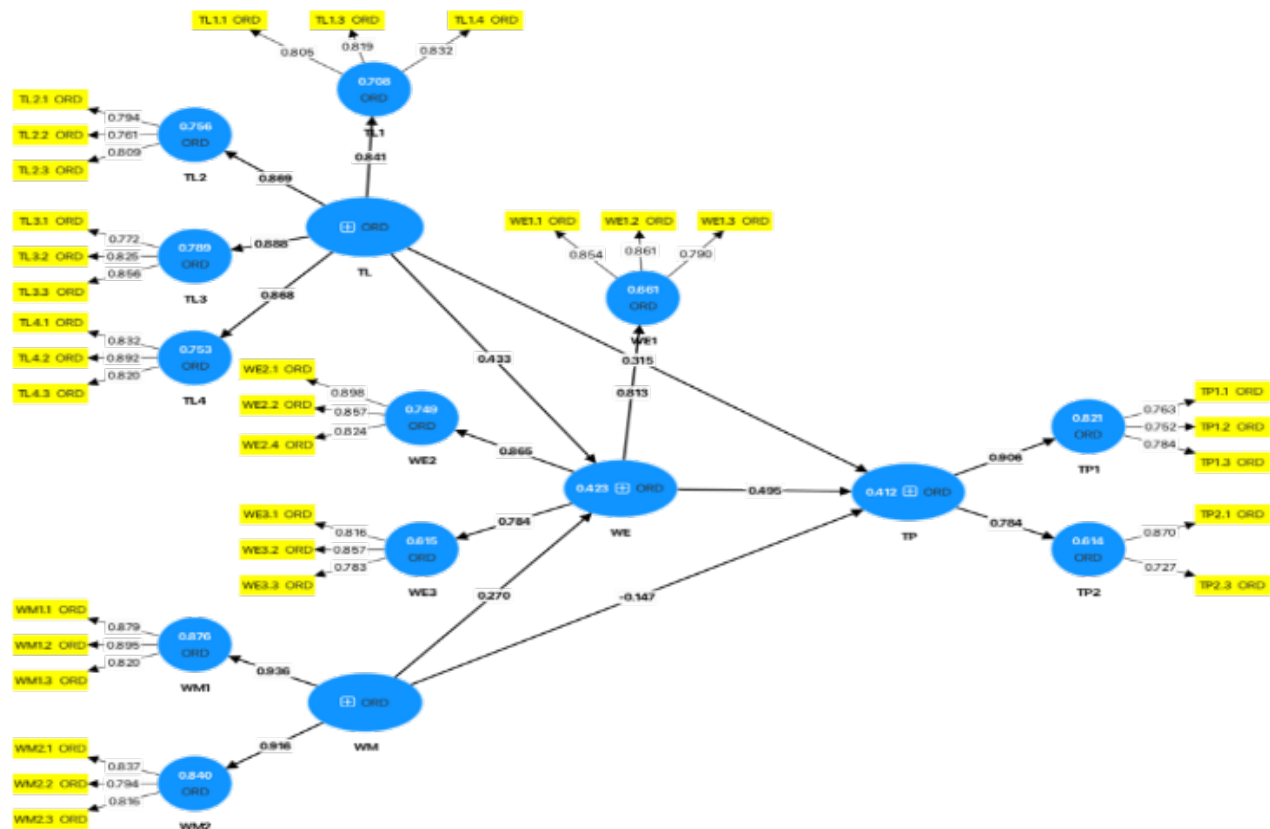 TL1.1 ORD
TL1.3 ORD
TL1.4 ORD
0.805
0.819
0.832
0.708
ORD
TL1
0.841
TL2.1 ORD
TL2.2 ORD
TL2.3 ORD
0.794
0.761
0.809
0.756
ORD
TL2
0.869
TL3.1 ORD
TL3.2 ORD
TL3.3 ORD
0.772
0.825
0.856
0.789
ORD
TL3
0.888
ORD
TL
TL4.1 ORD
TL4.2 ORD
TL4.3 ORD
0.832
0.892
0.820
0.753
ORD
TL4
0.868
WE1.1 ORD
WE1.2 ORD
WE1.3 ORD
0.854
0.861
0.790
0.661
ORD
WE1
0.315
0.433
0.813
WE2.1 ORD
WE2.2 ORD
WE2.4 ORD
0.898
0.857
0.824
0.749
ORD
WE2
0.865
WE3.1 ORD
WE3.2 ORD
WE3.3 ORD
0.816
0.857
0.783
0.615
ORD
WE3
0.784
0.423 ORD
WE
0.495
0.412 ORD
TP
0.906
0.784
0.821
ORD
TP1
0.763
0.752
0.784
TP1.1 ORD
TP1.2 ORD
TP1.3 ORD
0.614
ORD
TP2
0.870
0.727
TP2.1 ORD
TP2.3 ORD
0.270
-0.147
WM1.1 ORD
WM1.2 ORD
WM1.3 ORD
0.879
0.895
0.820
0.876
ORD
WM1
0.936
ORD
WM
0.916
WM2.1 ORD
WM2.2 ORD
WM2.3 ORD
0.837
0.794
0.816
0.840
ORD
WM2